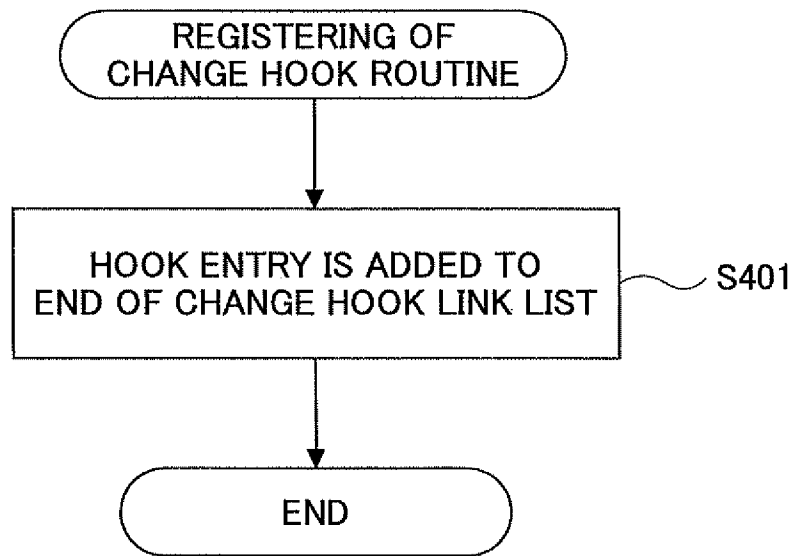 REGISTERING OF
CHANGE HOOK ROUTINE
HOOK ENTRY IS ADDED TO
END OF CHANGE HOOK LINK LIST
S401
END